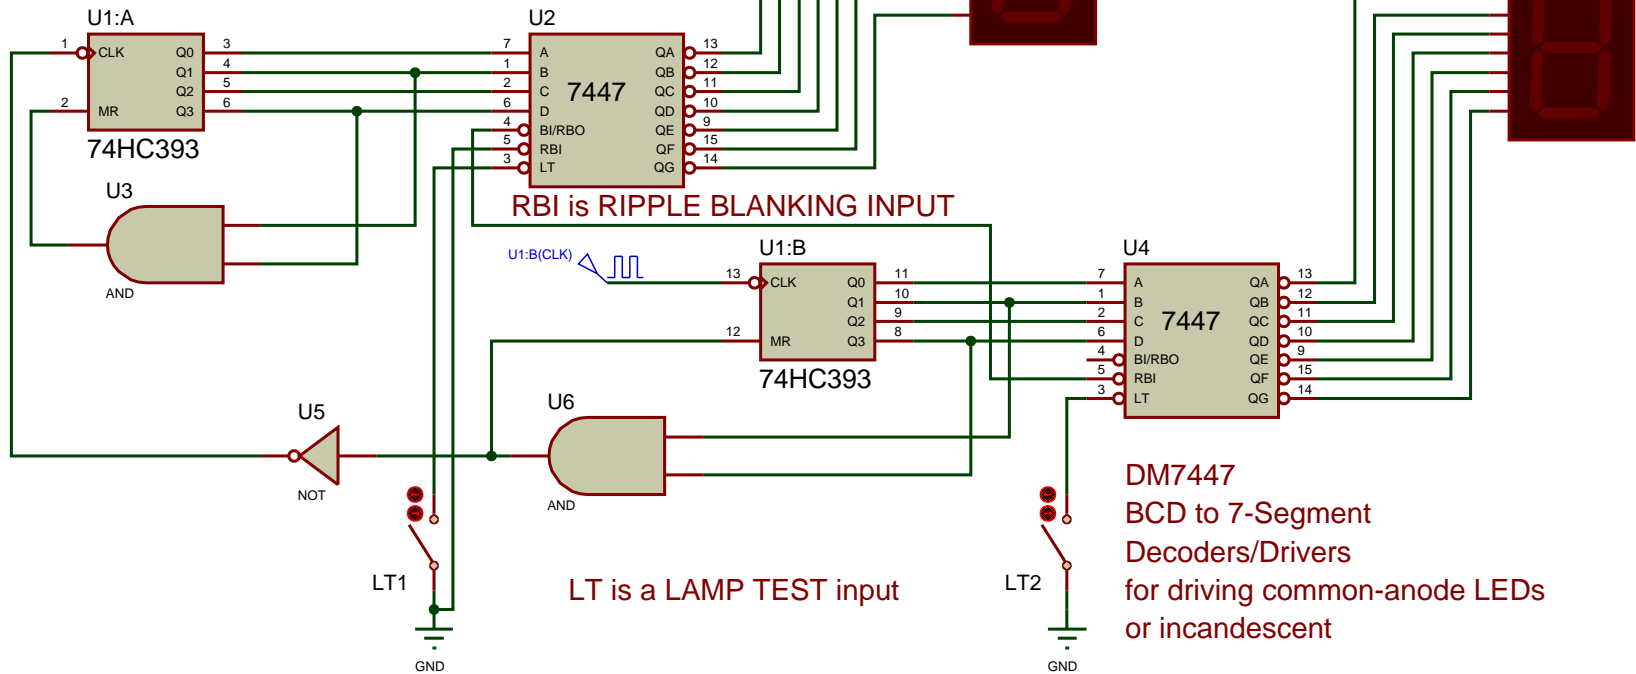 U1:A
1
CLK
Q0
3
Q1
4
Q2
5
2
MR
Q3
6
74HC393
U2
7
A
QA
13
1
B
QB
12
2
C
QC
11
6
D
QD
10
4
BI/RBO
QE
9
5
RBI
QF
15
3
LT
QG
14
7447
U3
AND
RBI is RIPPLE BLANKING INPUT
U1:B(CLK)
U1:B
13
CLK
Q0
11
Q1
10
Q2
9
12
MR
Q3
8
74HC393
U4
7
A
QA
13
1
B
QB
12
2
C
QC
11
6
D
QD
10
4
BI/RBO
QE
9
5
RBI
QF
15
3
LT
QG
14
7447
U5
NOT
U6
AND
LT1
GND
LT is a LAMP TEST input
LT2
GND
DM7447
BCD to 7-Segment
Decoders/Drivers
for driving common-anode LEDs
or incandescent